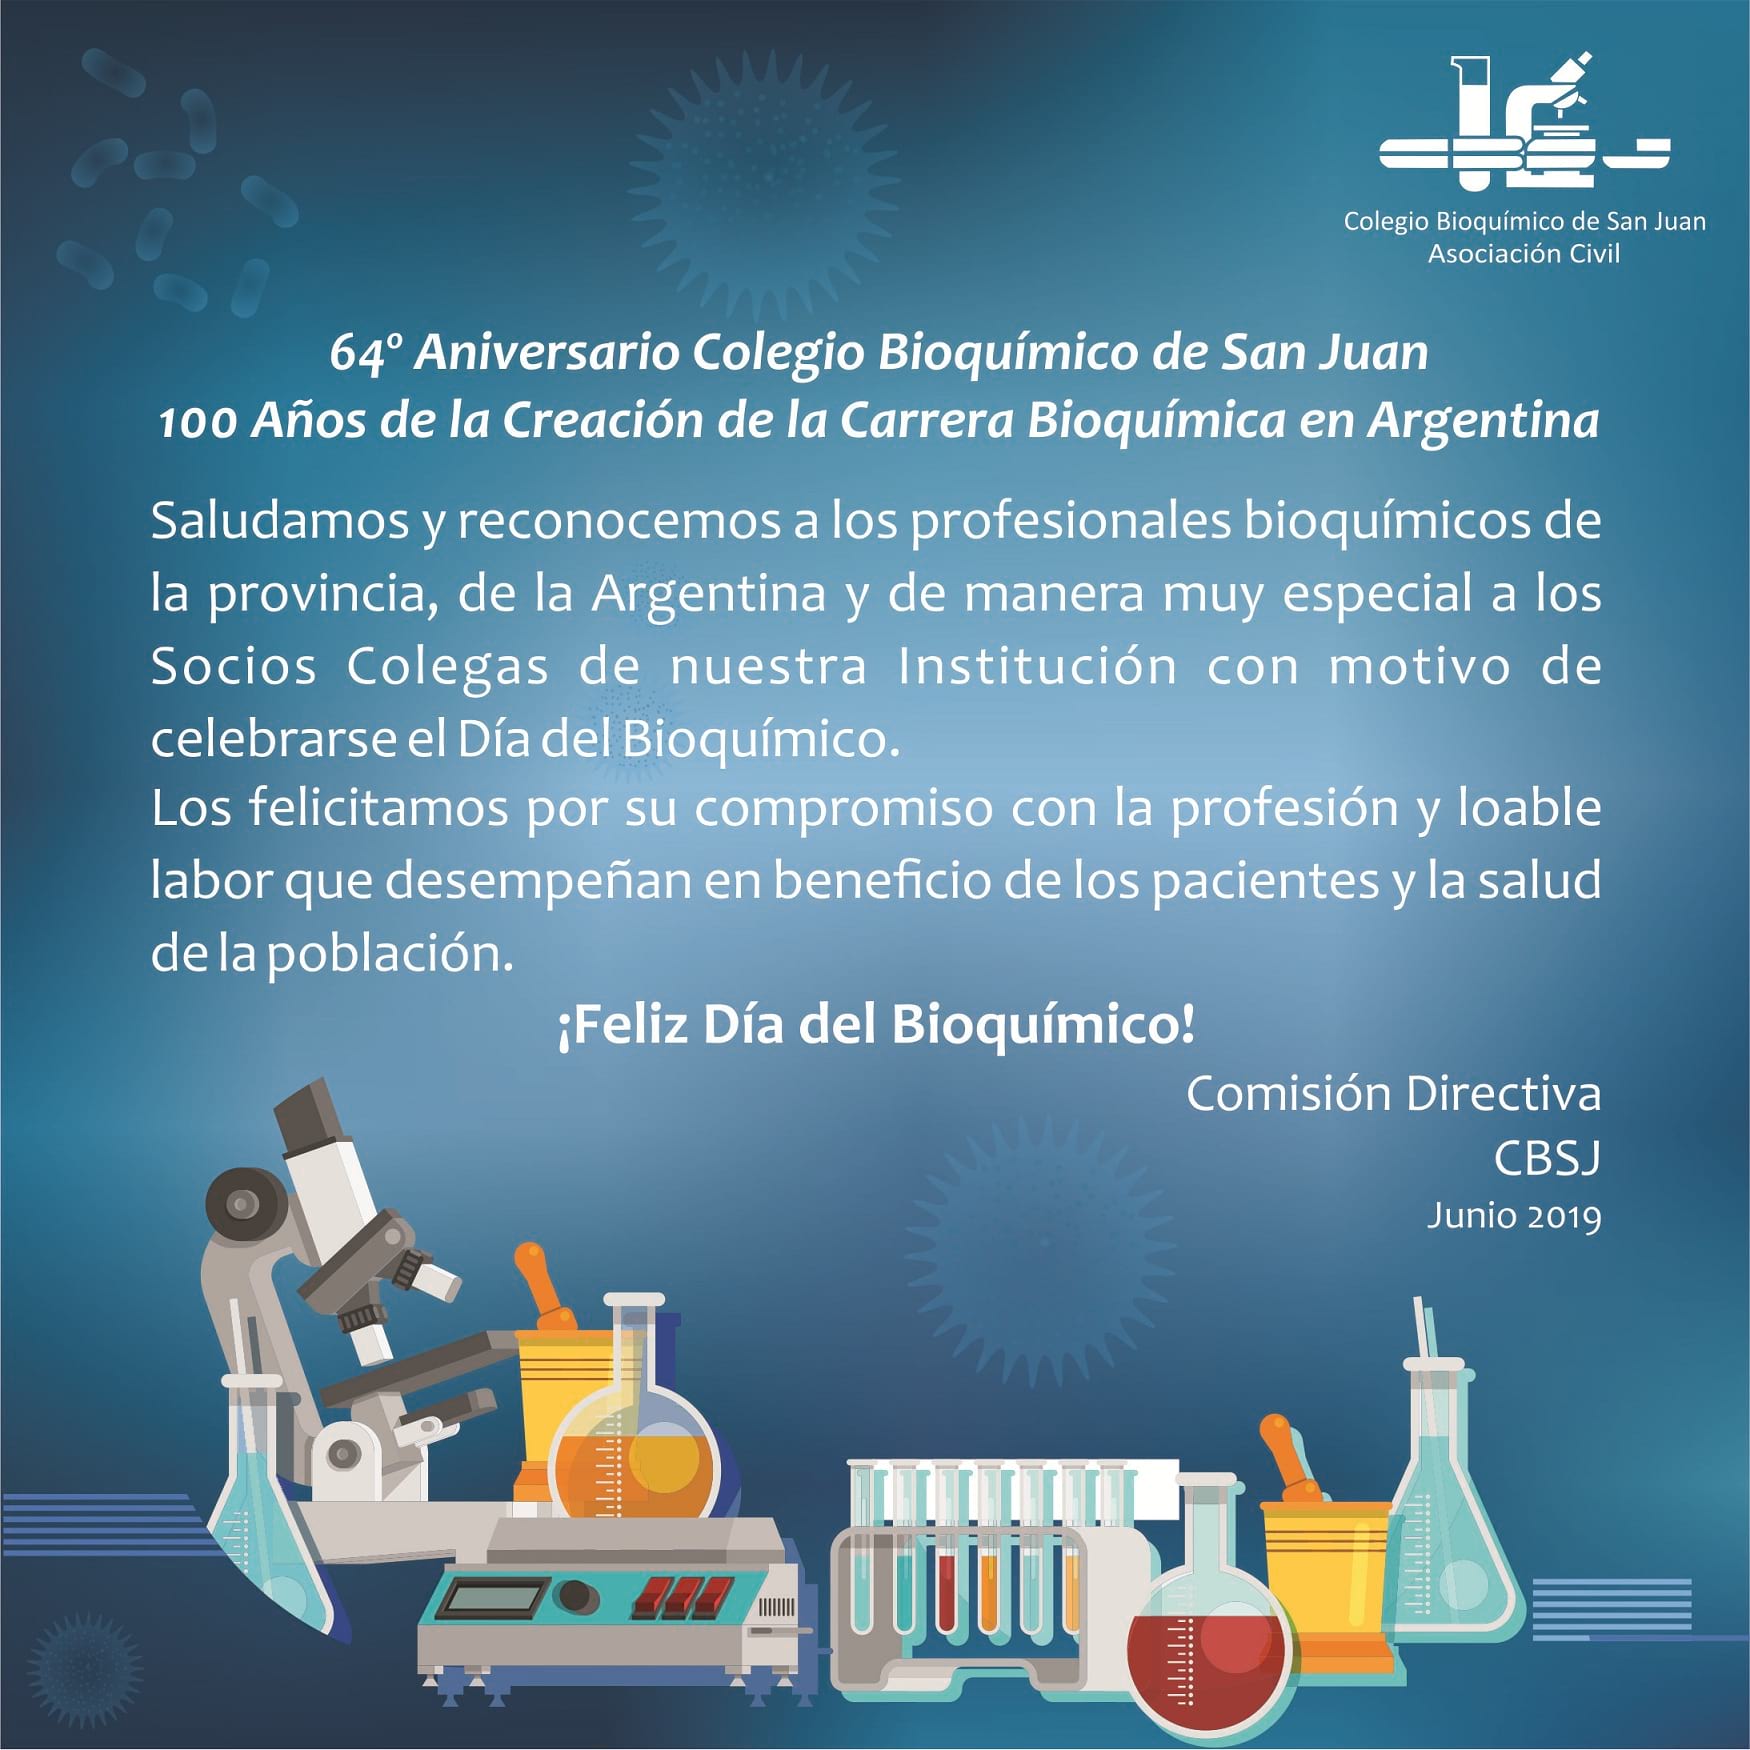 Colegio Bioquímico de San Juan
Asociación Civil
64º Aniversario Colegio Bioquímico de San Juan
100 Años de la Creación de la Carrera Bioquímica en Argentina
Saludamos y reconocemos a los profesionales bioquímicos de
la provincia, de la Argentina y de manera muy especial a los
Socios Colegas de nuestra Institución con motivo de
celebrarse el Día del Bioquímico.
Los felicitamos por su compromiso con la profesión y loable
labor que desempeñan en beneficio de los pacientes y la salud
de la población.
¡Feliz Día del Bioquímico!
Comisión Directiva
CBSJ
Junio 2019